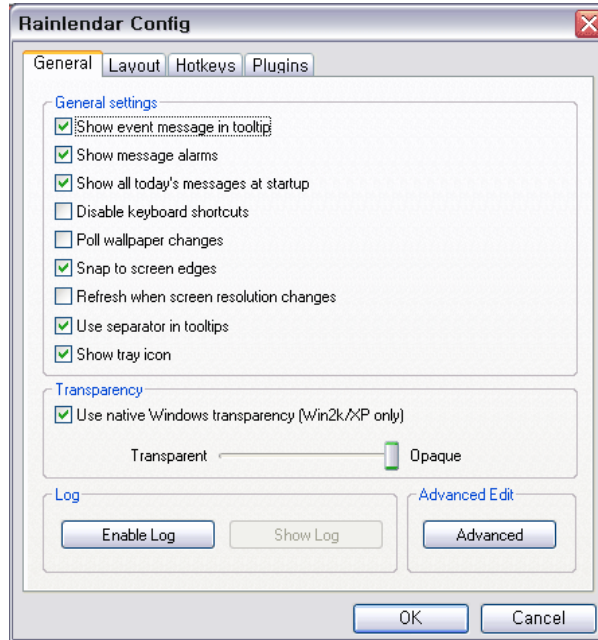 Rainlendar Config
General Layout Hotkeys Plugins
General settings
Show event message in tooltip
Show message alarms
Show all today's messages at startup
Disable keyboard shortcuts
Poll wallpaper changes
Snap to screen edges
Refresh when screen resolution changes
Use separator in tooltips
Show tray icon
Transparency
Use native Windows transparency (Win2k/XP only)
Transparent Opaque
Log Advanced Edit
Enable Log Show Log Advanced
OK Cancel